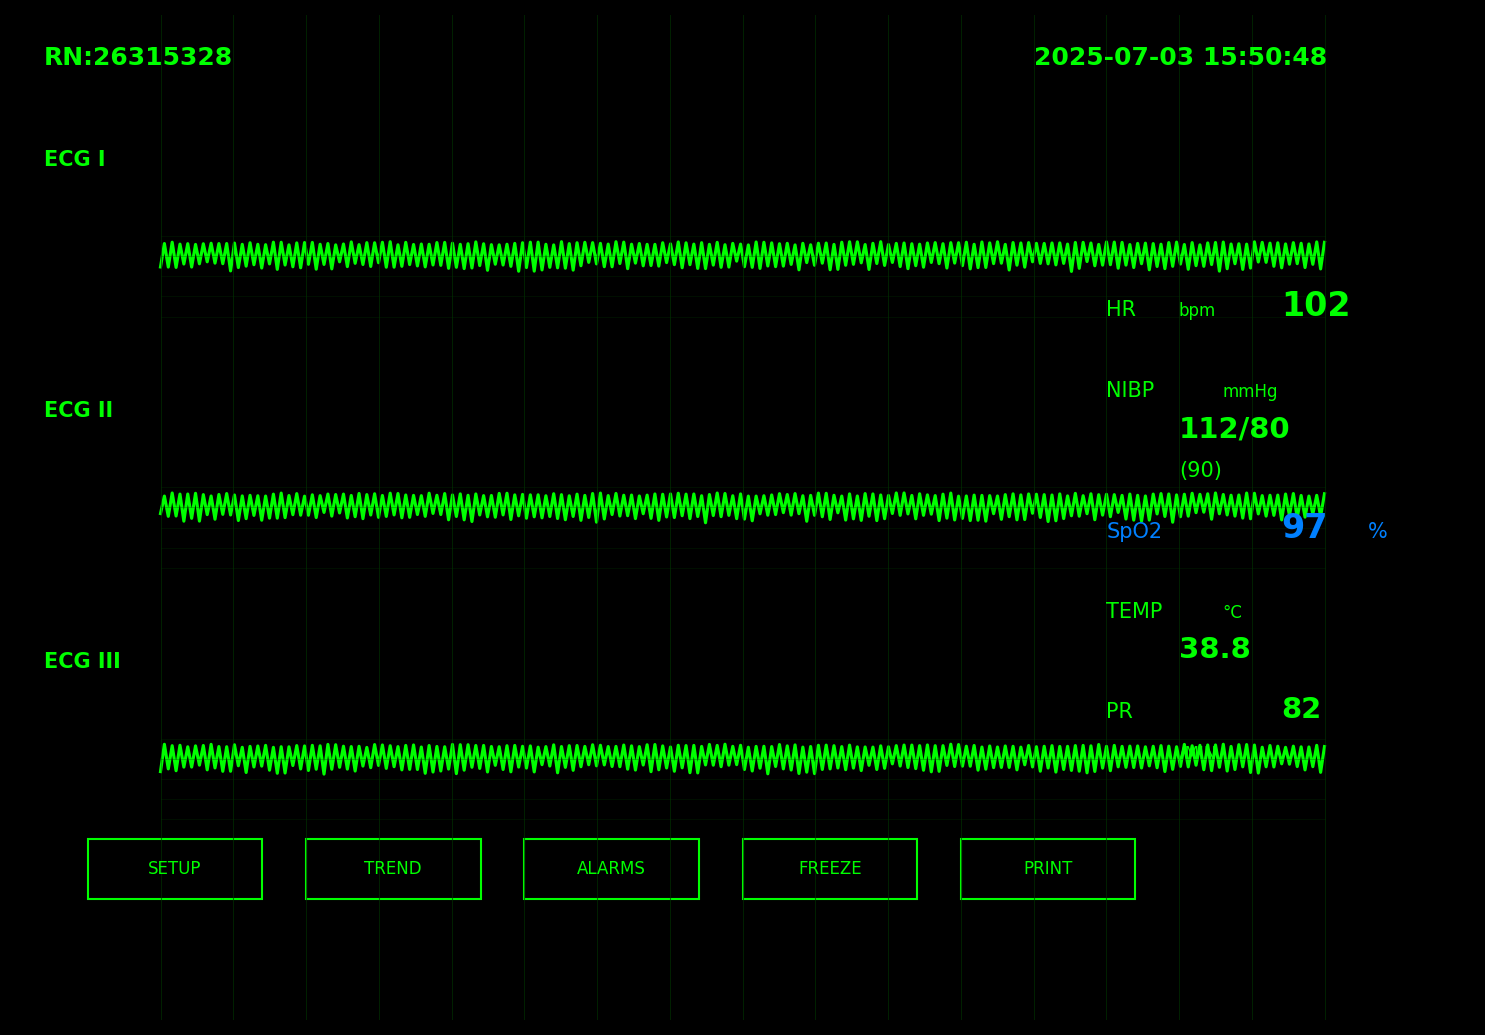 RN:26315328 2025-07-03 15:50:48
ECG I
HR bpm 102
NIBP mmHg
ECG II
112/80
(90)
SpO2 97 %
TEMP °C
38.8
ECG III
PR 82
SETUP TREND ALARMS FREEZE PRINT